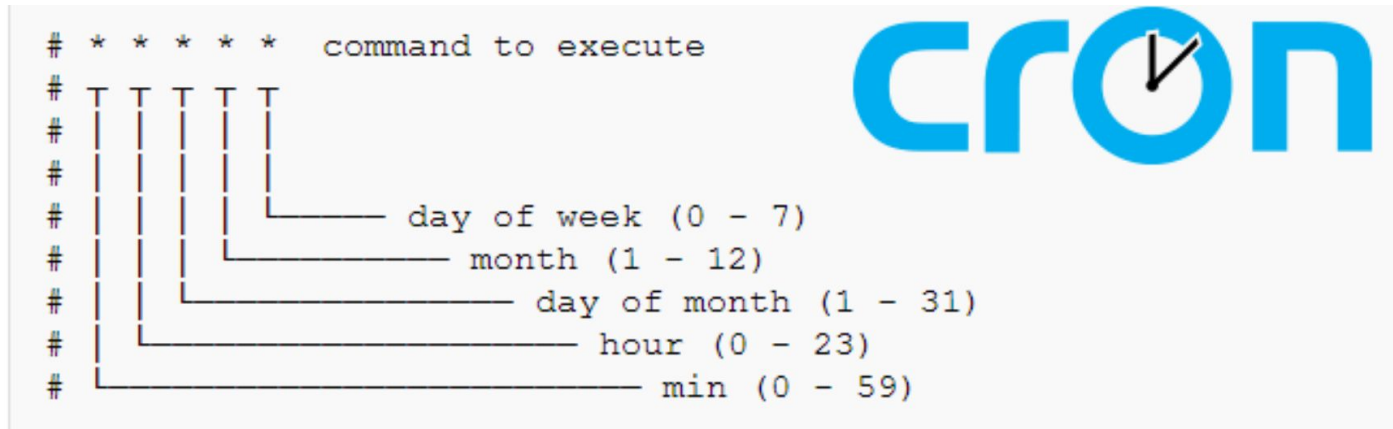 # * * * * *  command to execute
cron
# ┬ ┬ ┬ ┬ ┬
# │ │ │ │ │
# │ │ │ │ │
# │ │ │ │ └───── day of week (0 - 7)
# │ │ │ └────────── month (1 - 12)
# │ │ └─────────────── day of month (1 - 31)
# │ └──────────────────── hour (0 - 23)
# └───────────────────────── min (0 - 59)